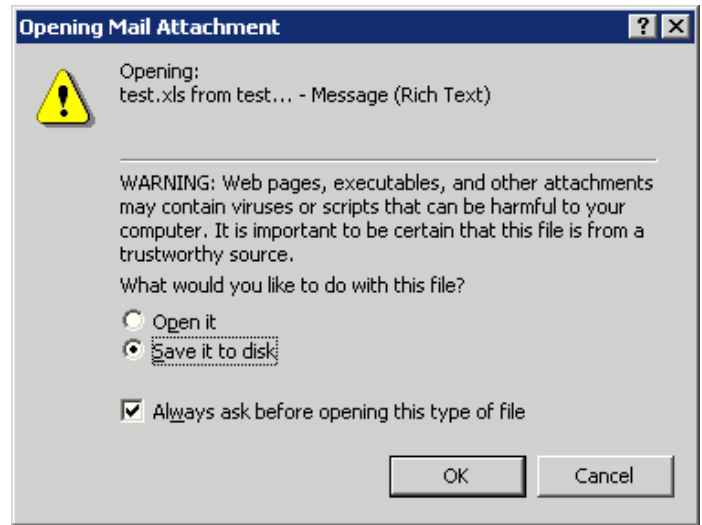 Opening Mail Attachment
Opening:
test.xls from test... - Message (Rich Text)
WARNING: Web pages, executables, and other attachments
may contain viruses or scripts that can be harmful to your
computer. It is important to be certain that this file is from a
trustworthy source.
What would you like to do with this file?
Open it
Save it to disk
Always ask before opening this type of file
OK Cancel